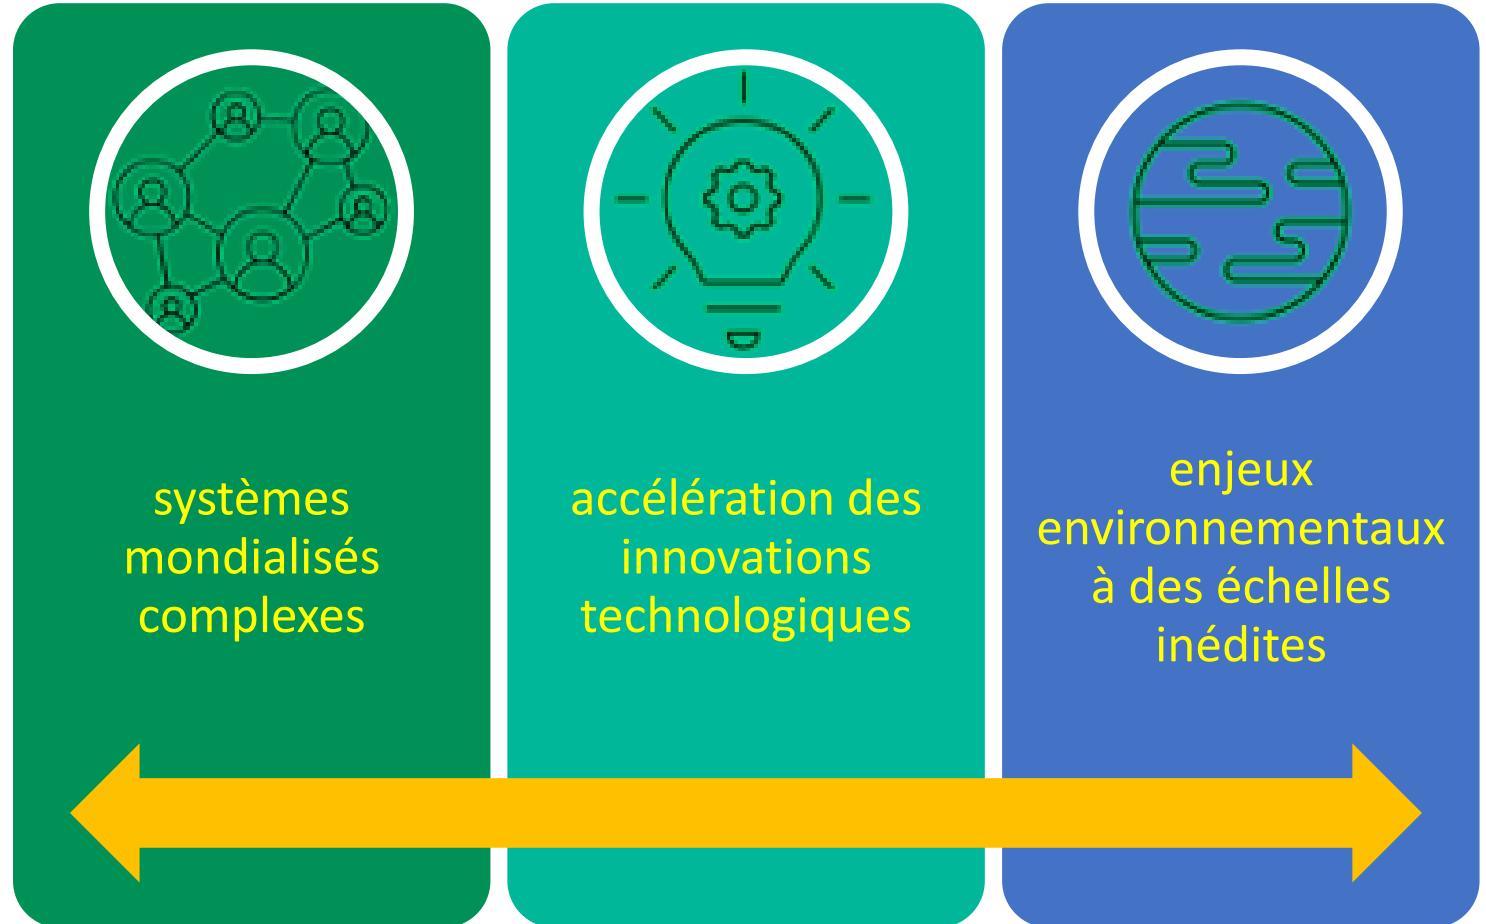 systèmes
mondialisés
complexes
accélération des
innovations
technologiques
enjeux
environnementaux
à des échelles
inédites